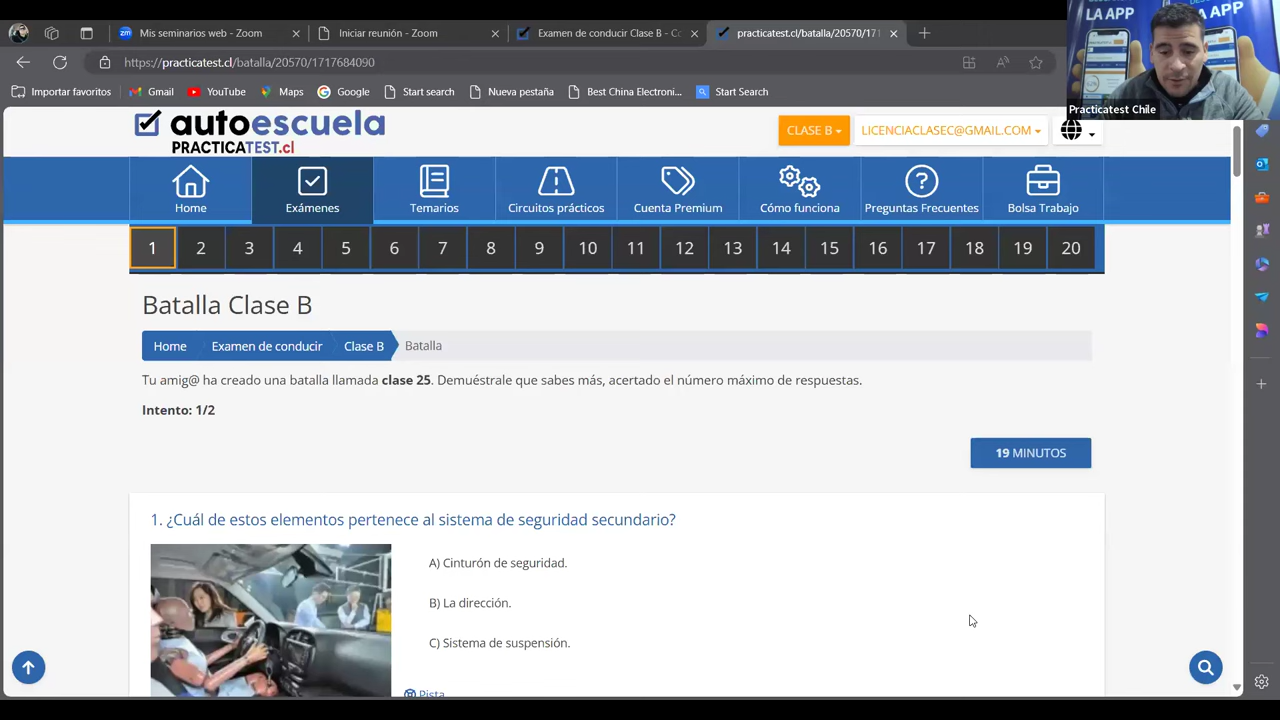 Mis seminarios web - Zoom
Iniciar reunión - Zoom
Examen de conducir Clase B - Co
practicatest.cl/batalla/20570/171
https://practicatest.cl/batalla/20570/1717684090
Importar favoritos
Gmail
YouTube
Maps
Google
Start search
Nueva pestaña
Best China Electroni...
Start Search
LA APP
APP
Practicatest Chile
autoescuela
PRACTICATEST.cl
CLASE B
LICENCIACLASEC@GMAIL.COM
Home
Exámenes
Temarios
Circuitos prácticos
Cuenta Premium
Cómo funciona
Preguntas Frecuentes
Bolsa Trabajo
1 2 3 4 5 6 7 8 9 10 11 12 13 14 15 16 17 18 19 20
Batalla Clase B
Home Examen de conducir Clase B Batalla
Tu amig@ ha creado una batalla llamada clase 25. Demuéstrale que sabes más, acertado el número máximo de respuestas.
Intento: 1/2
19 MINUTOS
1. ¿Cuál de estos elementos pertenece al sistema de seguridad secundario?
A) Cinturón de seguridad.
B) La dirección.
C) Sistema de suspensión.
Pista